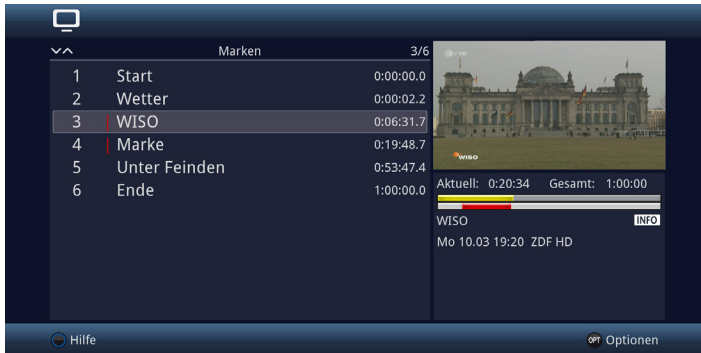 Marken 3/6
1 Start 0:00:00.0
2 Wetter 0:00:02.2
3 WISO 0:06:31.7
4 Marke 0:19:48.7
5 Unter Feinden 0:53:47.4
6 Ende 1:00:00.0
wiso
Aktuell: 0:20:34 Gesamt: 1:00:00
WISO INFO
Mo 10.03 19:20 ZDF HD
Hilfe
OPT Optionen